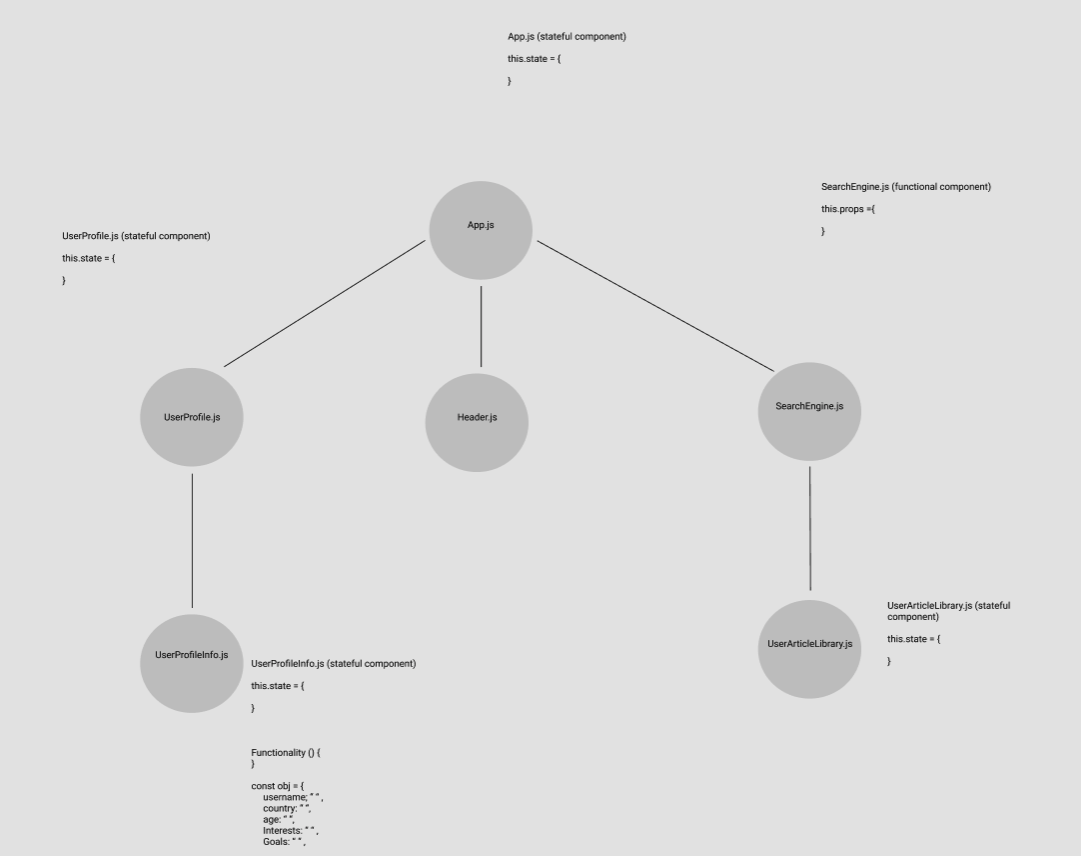 App.js (stateful component)
this.state = {
}
SearchEngine.js (functional component)
this.props ={
}
UserProfile.js (stateful component)
this.state = {
}
App.js
UserProfile.js
Header.js
SearchEngine.js
UserProfileInfo.js
UserProfileInfo.js (stateful component)
this.state = {
}
Functionality () {
}
const obj = {
username; “ “ ,
country: “ “,
age: “ “,
Interests: “ “ ,
Goals: “ “ ,
UserArticleLibrary.js
UserArticleLibrary.js (stateful
component)
this.state = {
}